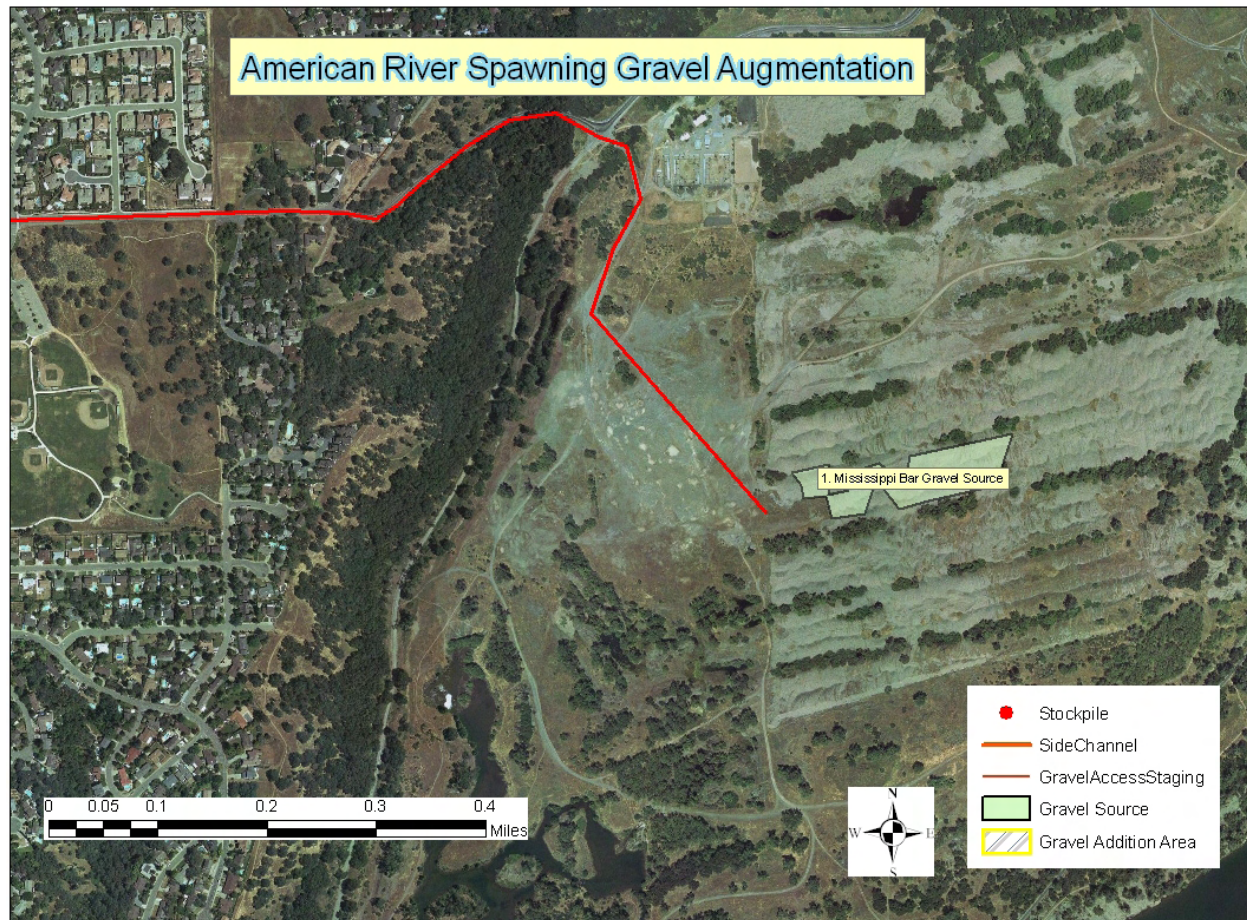 American River Spawning Gravel Augmentation
1. Mississippi Bar Gravel Source
Stockpile
SideChannel
GravelAccessStaging
Gravel Source
Gravel Addition Area
0 0.05 0.1 0.2 0.3 0.4
Miles
N
W E
S